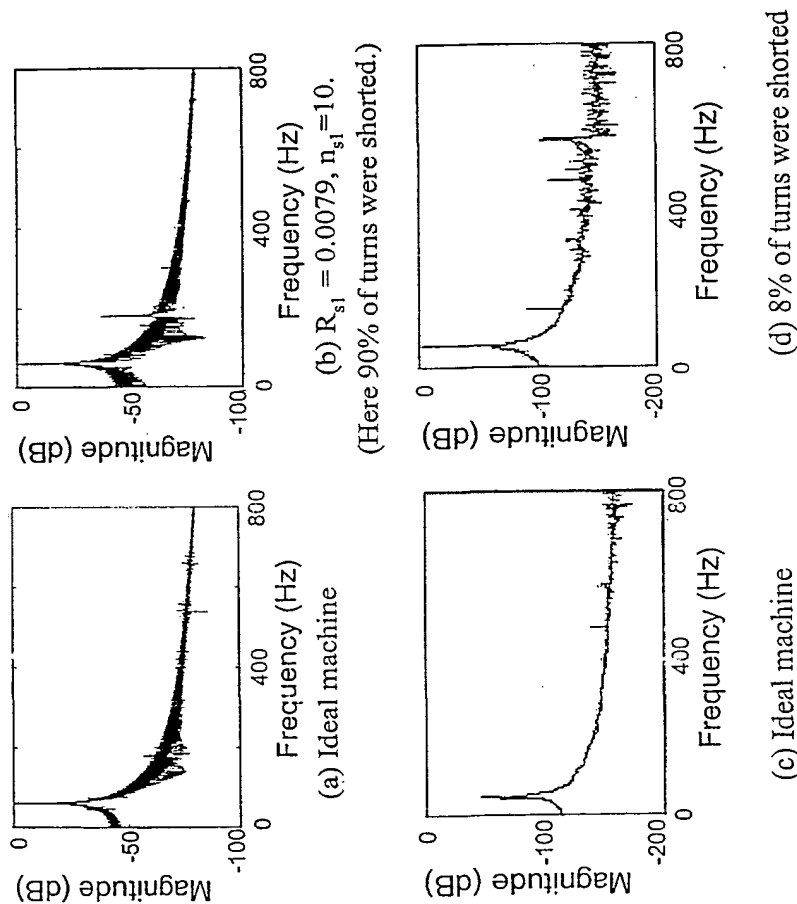 0
-50
-100
Magnitude (dB)
0
400
800
Frequency (Hz)
(a) Ideal machine
0
-50
-100
Magnitude (dB)
0
400
800
Frequency (Hz)
(b) R_s1 = 0.0079, n_s1=10.
(Here 90% of turns were shorted.)
0
-100
-200
Magnitude (dB)
0
400
800
Frequency (Hz)
(c) Ideal machine
0
-100
-200
Magnitude (dB)
0
400
800
Frequency (Hz)
(d) 8% of turns were shorted